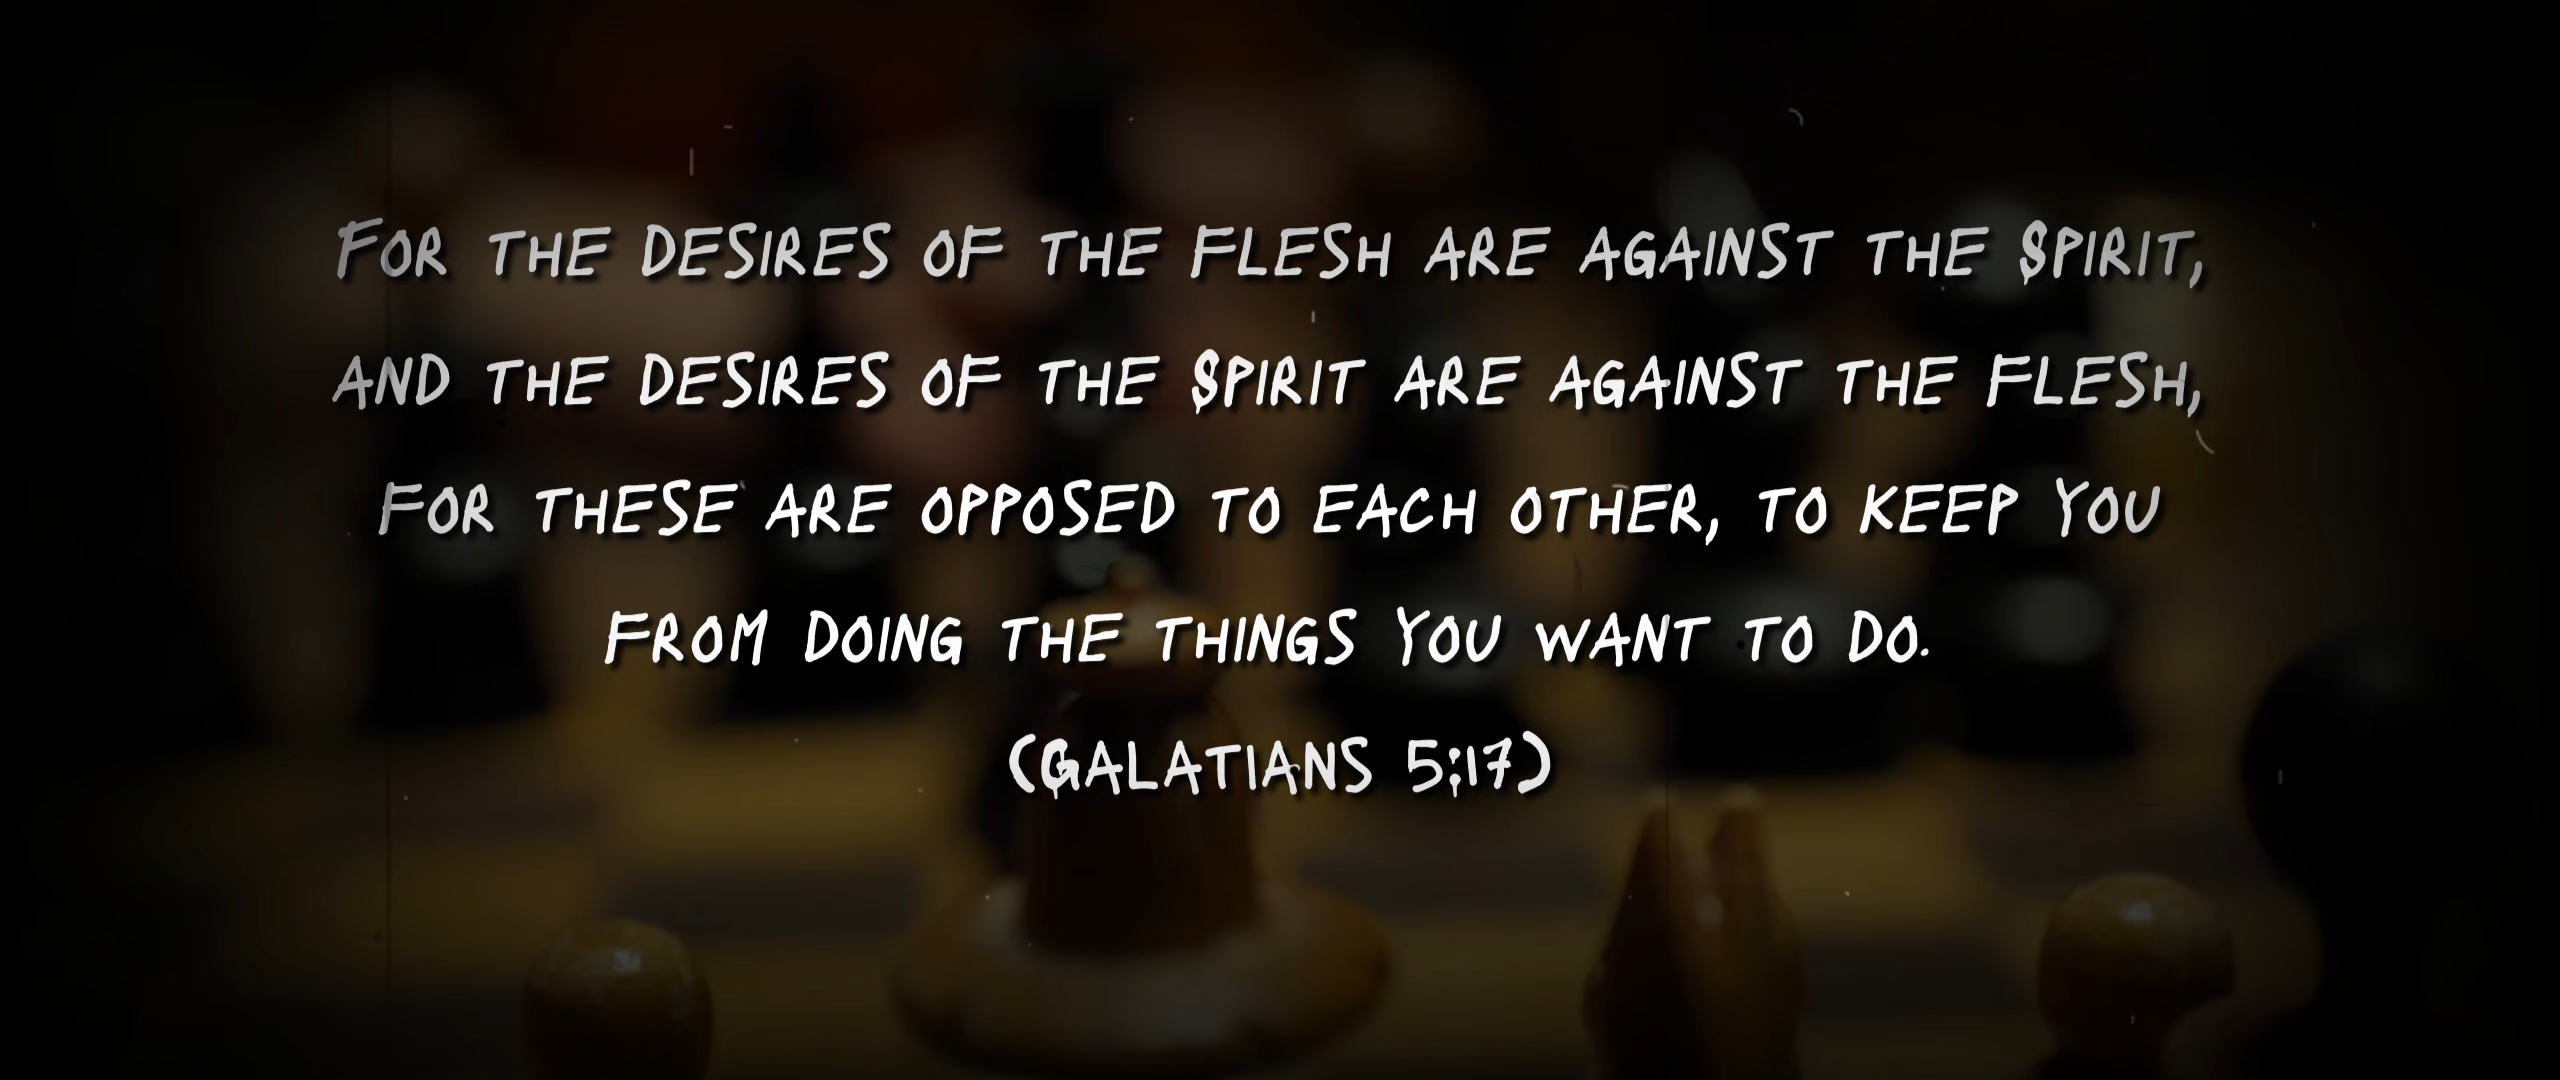 For the desires of the flesh are against the Spirit,
and the desires of the Spirit are against the flesh,
for these are opposed to each other, to keep you
from doing the things you want to do.
(Galatians 5:17)